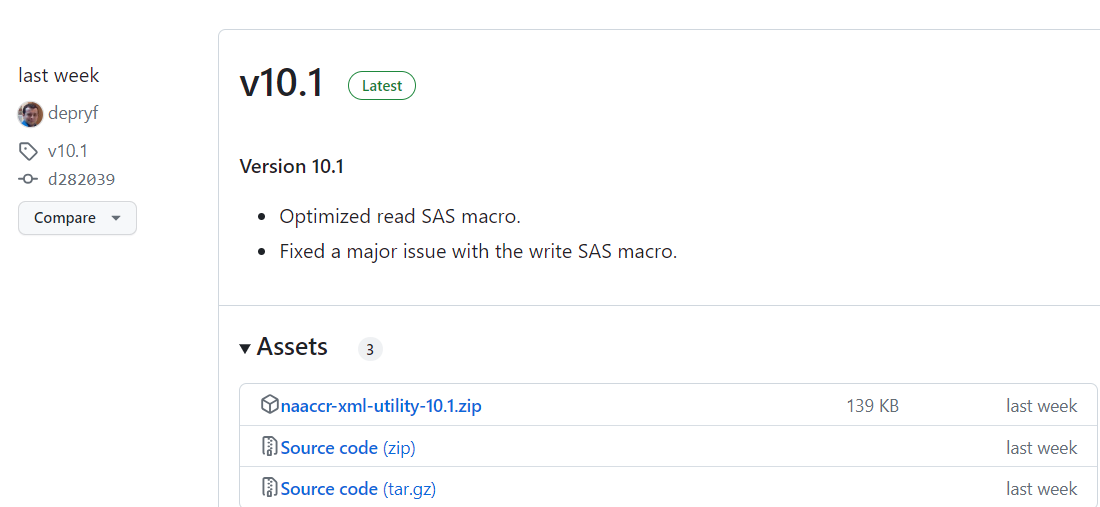 last week
depryf
v10.1
d282039
Compare
v10.1 Latest
Version 10.1
Optimized read SAS macro.
Fixed a major issue with the write SAS macro.
Assets 3
naaccr-xml-utility-10.1.zip 139 KB last week
Source code (zip) last week
Source code (tar.gz) last week